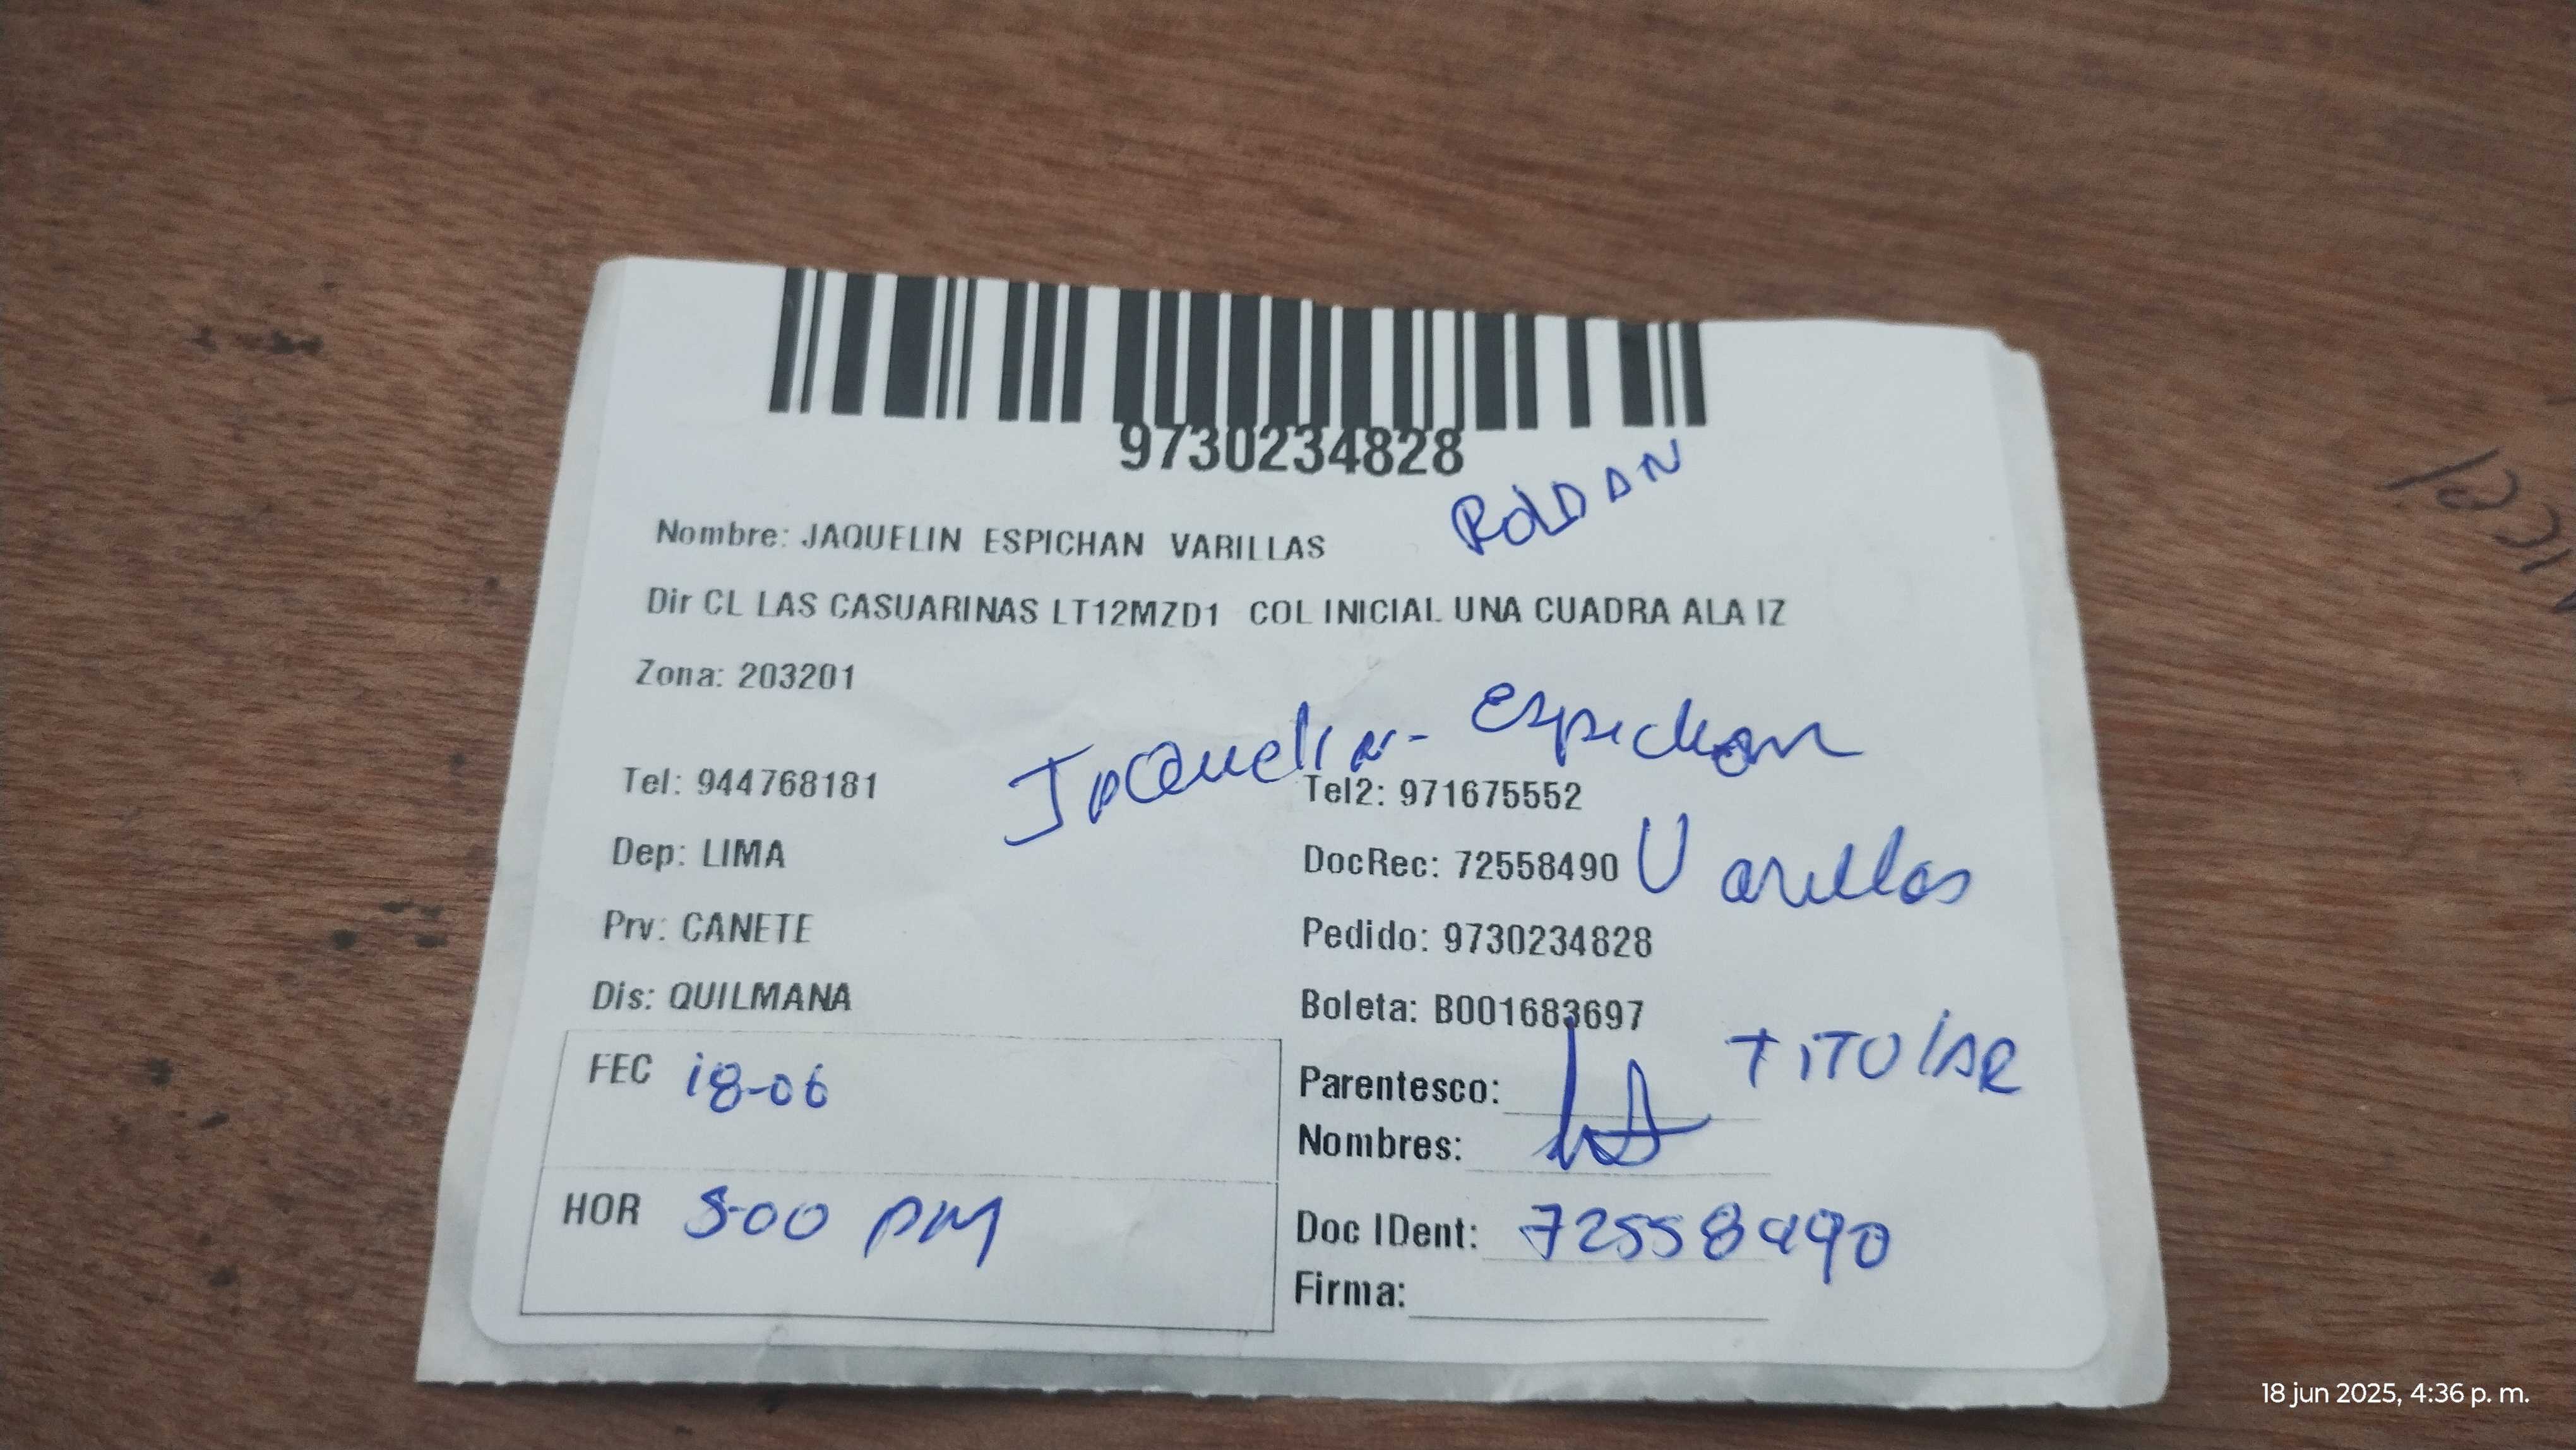 9730234828
ROLDAN
Nombre: JAQUELIN ESPICHAN VARILLAS
Dir CL LAS CASUARINAS LT12MZD1 COL INICIAL UNA CUADRA ALA IZ
Zona: 203201
Jaquelin- Espichan
Tel: 944768181 Tel2: 971675552
Varillas
Dep: LIMA DocRec: 72558490
Prv: CANETE Pedido: 9730234828
Dis: QUILMANA Boleta: B001683697
FEC 18-06 Parentesco: TITULAR
Nombres:
HOR 5-00 PM Doc IDent: 72558490
Firma:
18 jun 2025, 4:36 p. m.